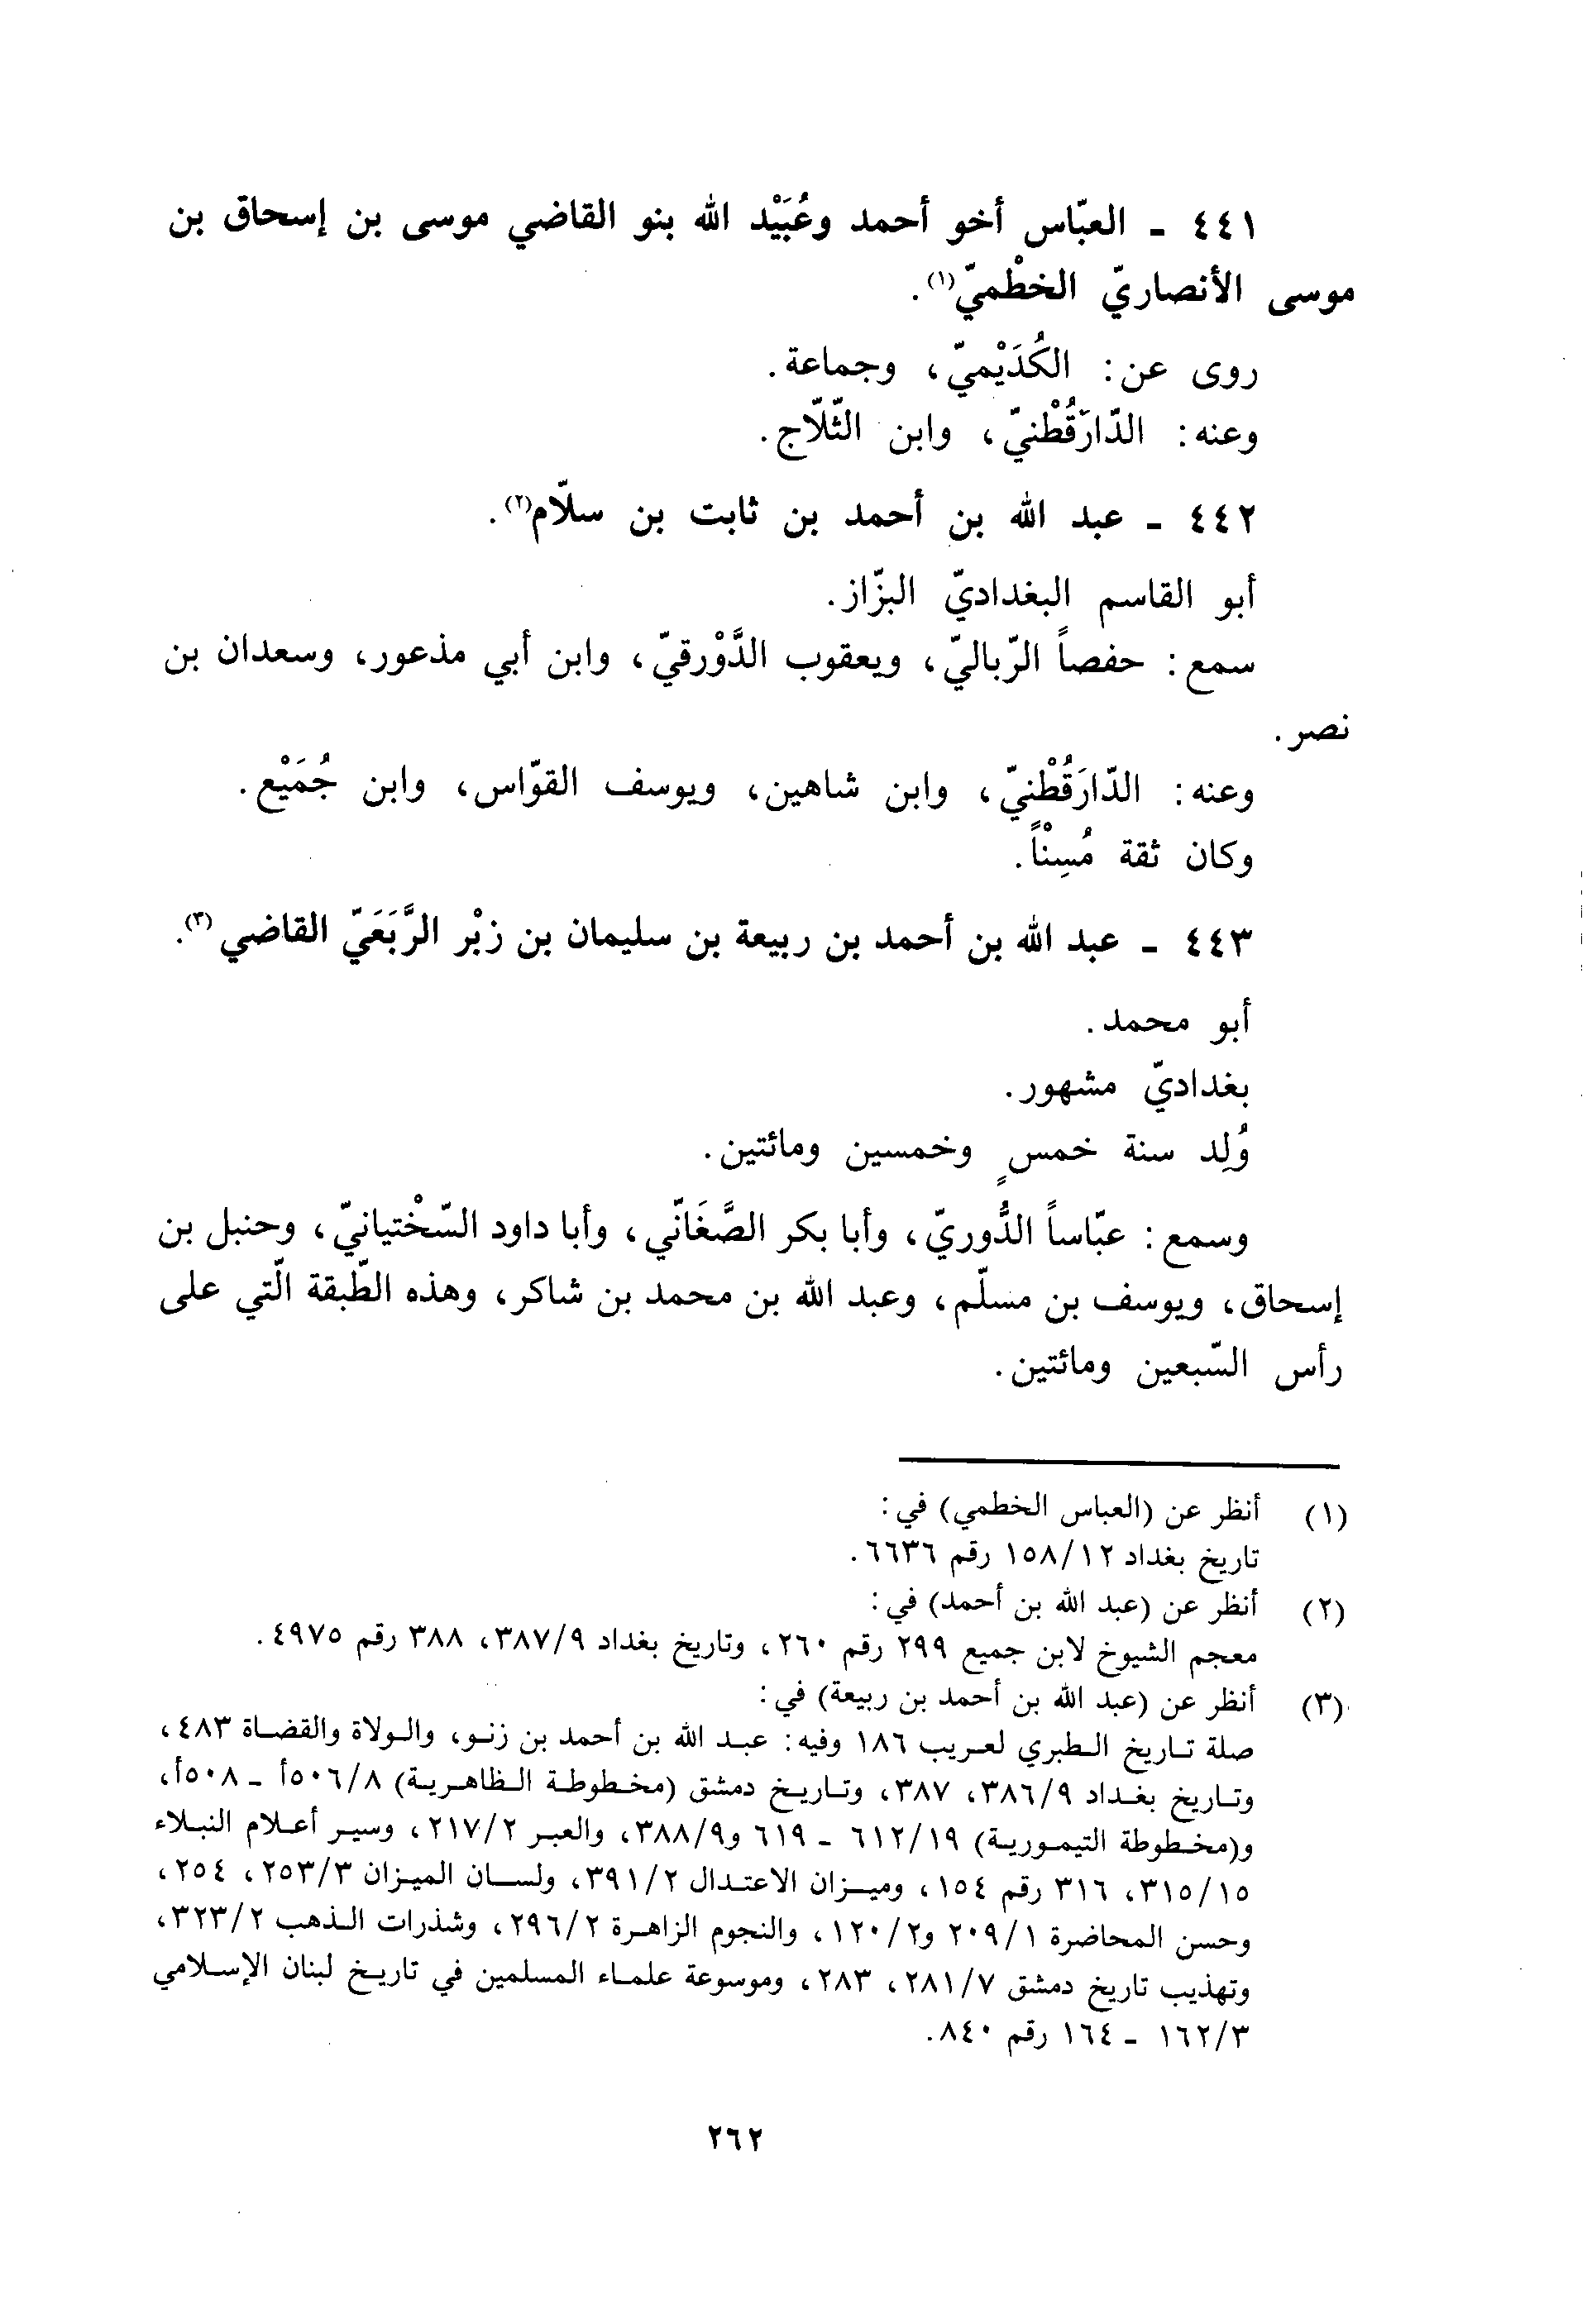 ٤٤١ ـ العبّاس أخو أحمد وعُبَيْد الله بنو القاضي موسى بن إسحاق بن
موسى الأنصاريّ الخطْميّ(١).
روى عن: الكُدَيْميّ، وجماعة.
وعنه: الدّارَقُطْنيّ، وابن الثّلّاج.
٤٤٢ ـ عبد الله بن أحمد بن ثابت بن سلّام(٢).
أبو القاسم البغداديّ البزّاز.
سمع: حفصاً الرّباليّ، ويعقوب الدَّوْرقيّ، وابن أبي مذعور، وسعدان بن
نصر.
وعنه: الدّارَقُطْنيّ، وابن شاهين، ويوسف القوّاس، وابن جُمَيْع.
وكان ثقة مُسِنْاً.
٤٤٣ ـ عبد الله بن أحمد بن ربيعة بن سليمان بن زبْر الرَّبَعَيّ القاضي(٣).
أبو محمد.
بغداديّ مشهور.
وُلِد سنة خمسٍ وخمسين ومائتين.
وسمع: عبّاساً الدُّوريّ، وأبا بكر الصَّغَانّي، وأبا داود السّخْتيانيّ، وحنبل بن
إسحاق، ويوسف بن مسلّم، وعبد الله بن محمد بن شاكر، وهذه الطّبقة الّتي على
رأس السّبعين ومائتين.
(١) أنظر عن (العباس الخطمي) في:
تاريخ بغداد ١٥٨/١٢ رقم ٦٦٣٦.
(٢) أنظر عن (عبد الله بن أحمد) في:
معجم الشيوخ لابن جميع ٢٩٩ رقم ٢٦٠، وتاريخ بغداد ٣٨٧/٩، ٣٨٨ رقم ٤٩٧٥.
(٣) أنظر عن (عبد الله بن أحمد بن ربيعة) في:
صلة تاريخ الطبري لعريب ١٨٦ وفيه: عبد الله بن أحمد بن زنو، والولاة والقضاة ٤٨٣،
وتاريخ بغداد ٣٨٦/٩، ٣٨٧، وتاريخ دمشق (مخطوطة الظاهرية) ٥٠٦/٨أ ـ ٥٠٨أ،
و(مخطوطة التيمورية) ٦١٢/١٩ ـ ٦١٩ و٣٨٨/٩، والعبر ٢١٧/٢، وسير أعلام النبلاء
٣١٥/١٥، ٣١٦ رقم ١٥٤، وميزان الاعتدال ٣٩١/٢، ولسان الميزان ٢٥٣/٣، ٢٥٤،
وحسن المحاضرة ٢٠٩/١ و١٢٠/٢، والنجوم الزاهرة ٢٩٦/٢، وشذرات الذهب ٣٢٣/٢،
وتهذيب تاريخ دمشق ٢٨١/٧، ٢٨٣، وموسوعة علماء المسلمين في تاريخ لبنان الإسلامي
١٦٢/٣ ـ ١٦٤ رقم ٨٤٠.
٢٦٢